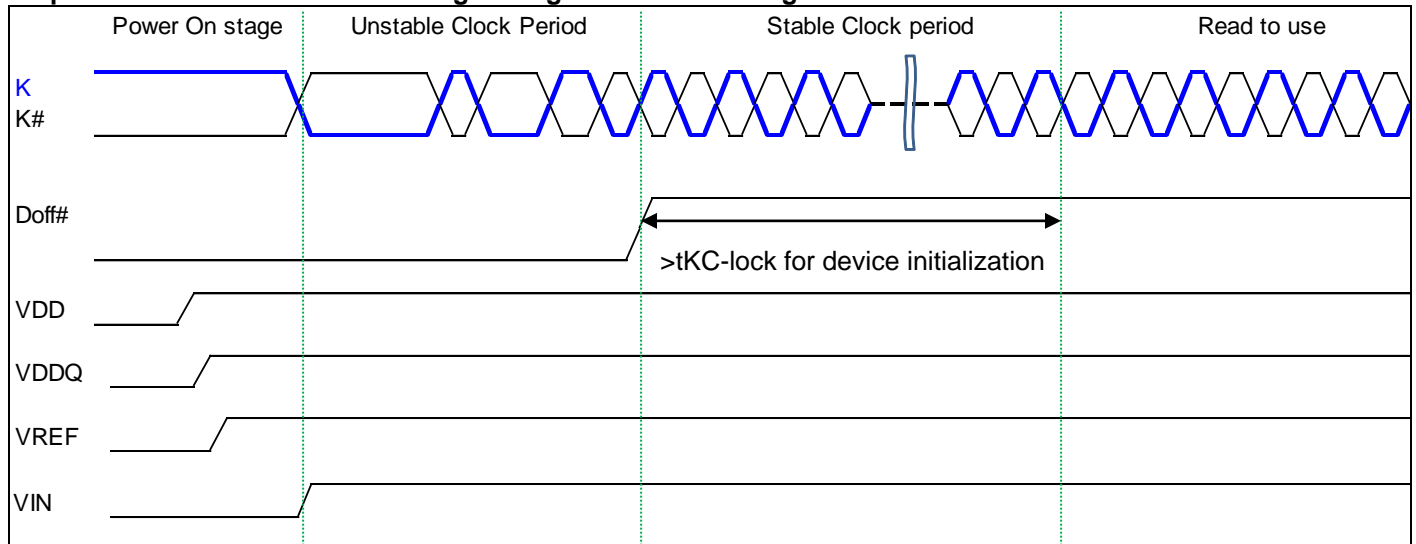 Power On stage Unstable Clock Period Stable Clock period Read to use
K
K#
Doff#
>tKC-lock for device initialization
VDD
VDDQ
VREF
VIN